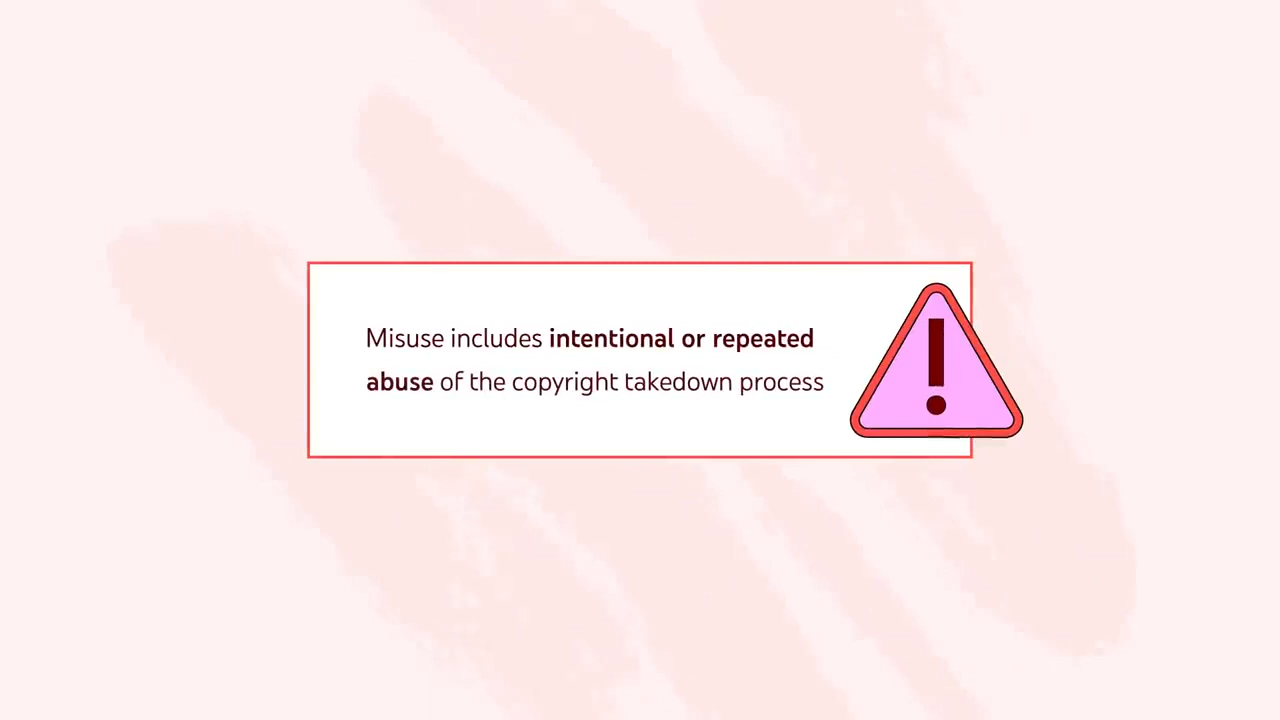 Misuse includes intentional or repeated
abuse of the copyright takedown process